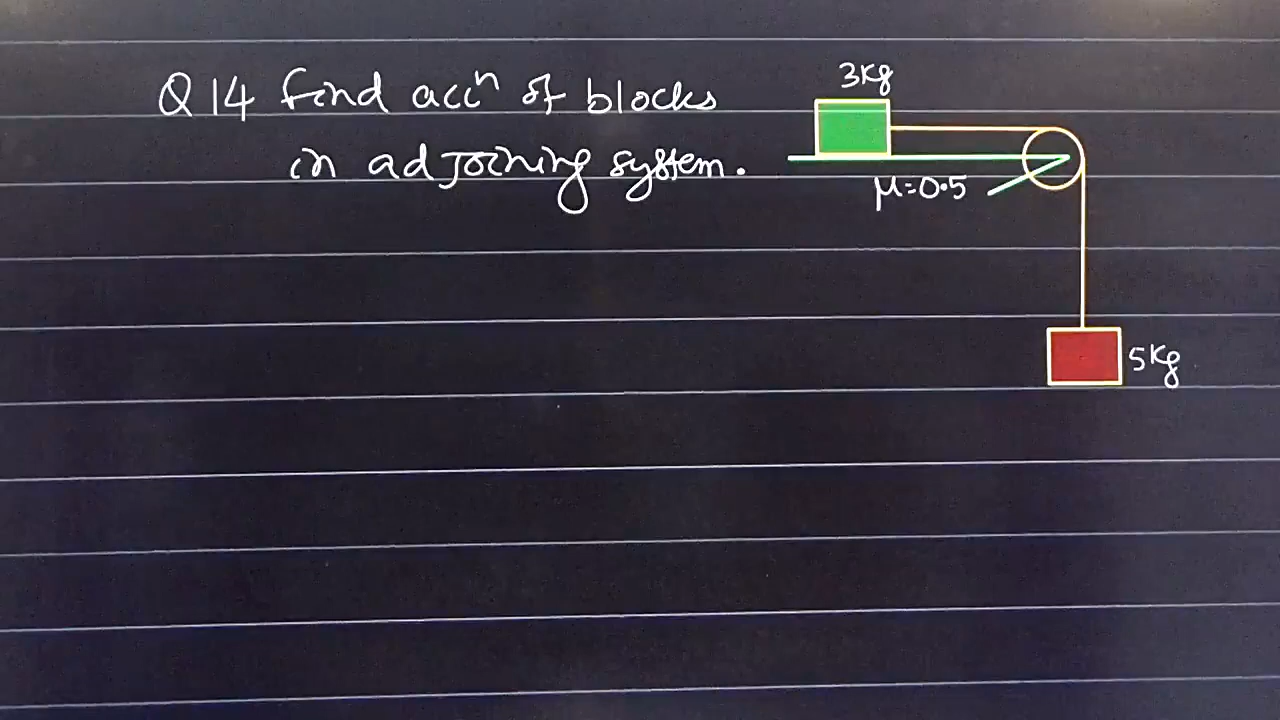 Q 14 find accⁿ of blocks
in adjoining system.
3Kg
μ=0.5
5Kg